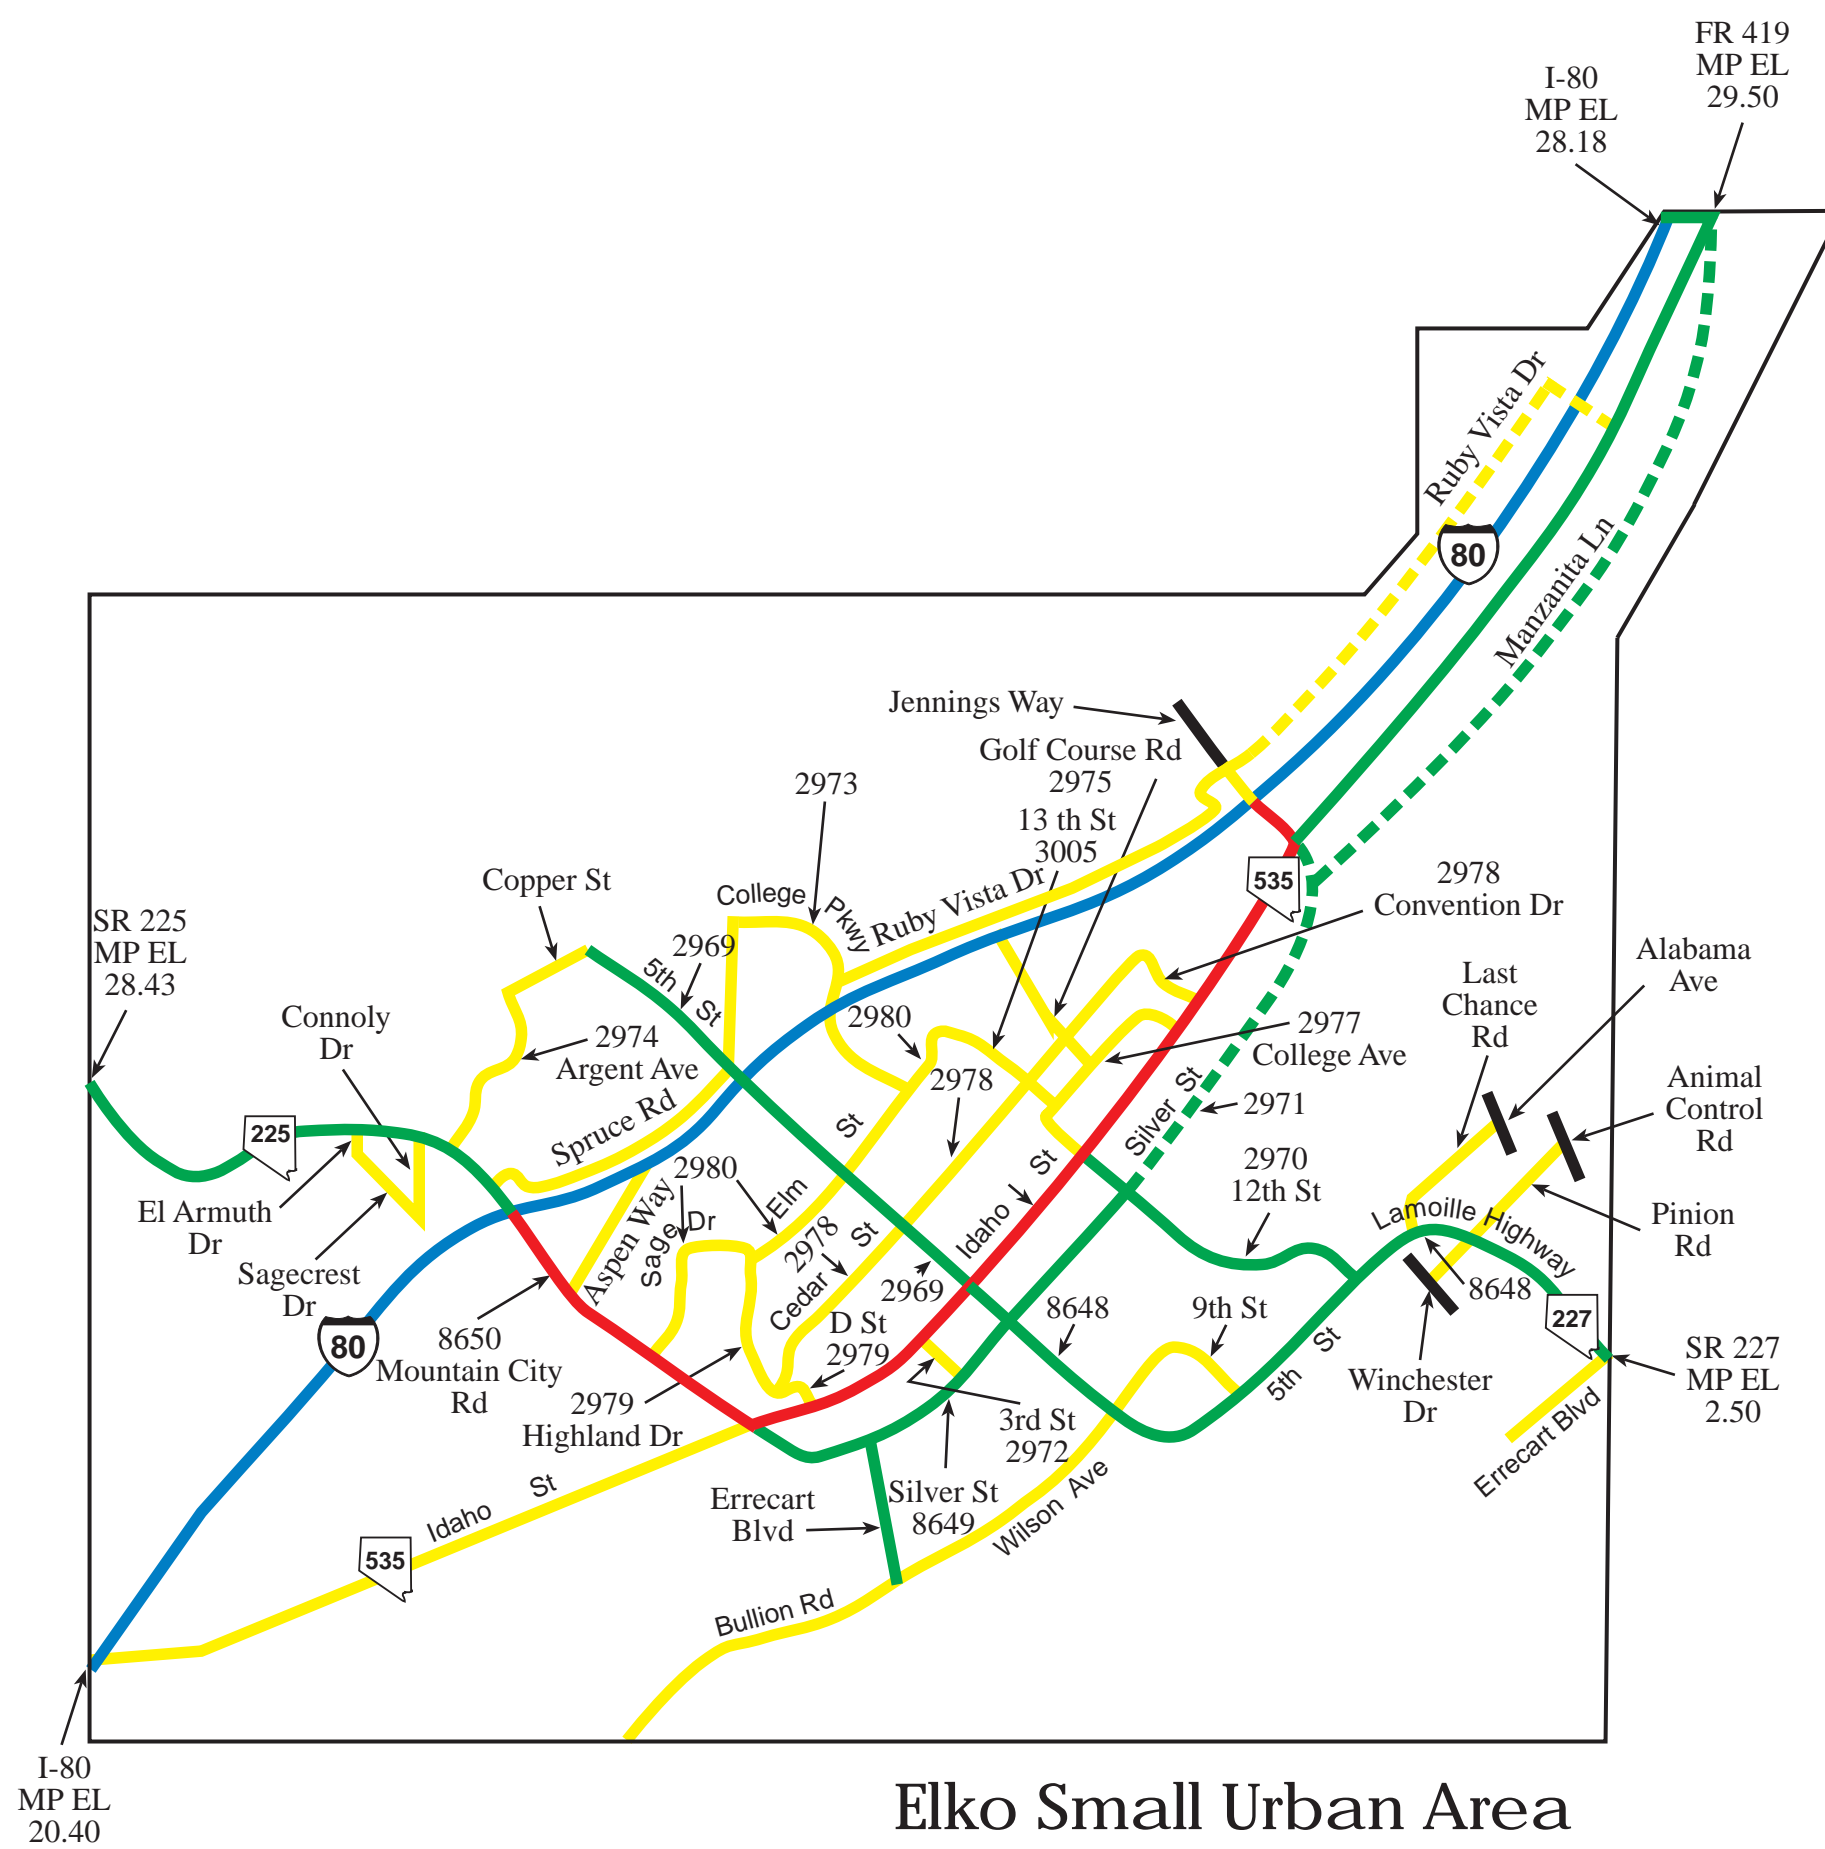 FR 419
MP EL
29.50
I-80
MP EL
28.18
Ruby Vista Dr
80
Manzanita Ln
Jennings Way
Golf Course Rd
2975
2973
13 th St
3005
535
2978
Convention Dr
Copper St
College Pkwy
Ruby Vista Dr
SR 225
MP EL
28.43
2969
5th St
Alabama
Ave
Last
Chance
Rd
Connoly
Dr
2974
Argent Ave
2980
2977
College Ave
2978
Animal
Control
Rd
225
Spruce Rd
St
Silver St
2971
2980
2970
12th St
El Armuth
Dr
Aspen Way
Sage Dr
Elm
St
Idaho
Lamoille Highway
Pinion
Rd
Sagecrest
Dr
2978
Cedar St
2969
8648
9th St
8648
227
80
8650
Mountain City
Rd
D St
2979
5th St
Winchester
Dr
SR 227
MP EL
2.50
2979
Highland Dr
3rd St
2972
Errecart Blvd
Idaho St
Errecart
Blvd
Silver St
8649
Wilson Ave
535
Bullion Rd
I-80
MP EL
20.40
Elko Small Urban Area